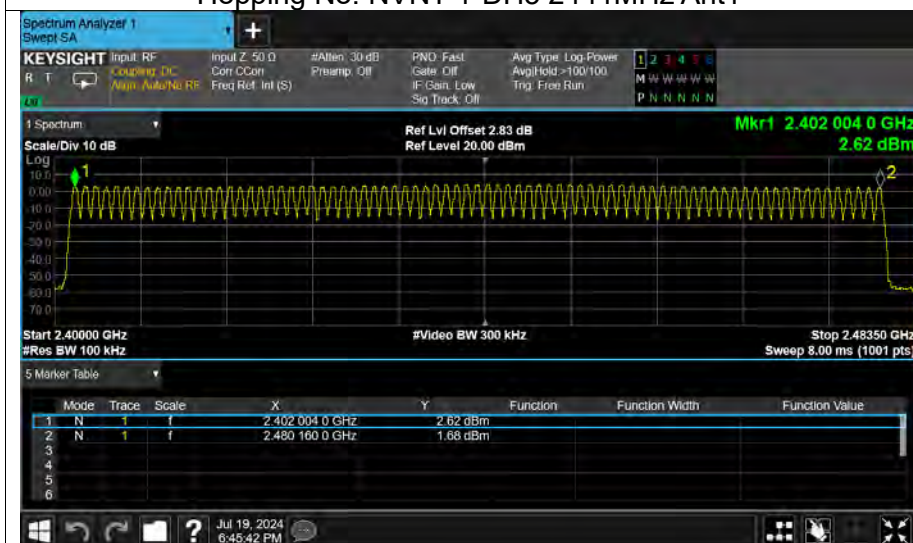 Hopping No. NVNT 1-DH5 2441MHz Ant1
Spectrum Analyzer 1
Swept SA
+
KEYSIGHT Input: RF Input Z: 50 Ω #Atten: 30 dB PNO: Fast Avg Type: Log-Power 1 2 3 4 5 6
R T Coupling: DC Corr CCorr Preamp: Off Gate: Off Avg|Hold:>100/100 M W W W W W
Align: Auto/No RF Freq Ref: Int (S) IF Gain: Low Trig: Free Run
Sig Track: Off P N N N N N
1 Spectrum Ref Lvl Offset 2.83 dB Mkr1 2.402 004 0 GHz
Scale/Div 10 dB Ref Level 20.00 dBm 2.62 dBm
Log
10.0
1
2
0.00
-10.0
-20.0
-30.0
-40.0
-50.0
-60.0
-70.0
Start 2.40000 GHz #Video BW 300 kHz Stop 2.48350 GHz
#Res BW 100 kHz Sweep 8.00 ms (1001 pts)
5 Marker Table
Mode Trace Scale X Y Function Function Width Function Value
1 N 1 f 2.402 004 0 GHz 2.62 dBm
2 N 1 f 2.480 160 0 GHz 1.68 dBm
3
4
5
6
? Jul 19, 2024
6:45:42 PM